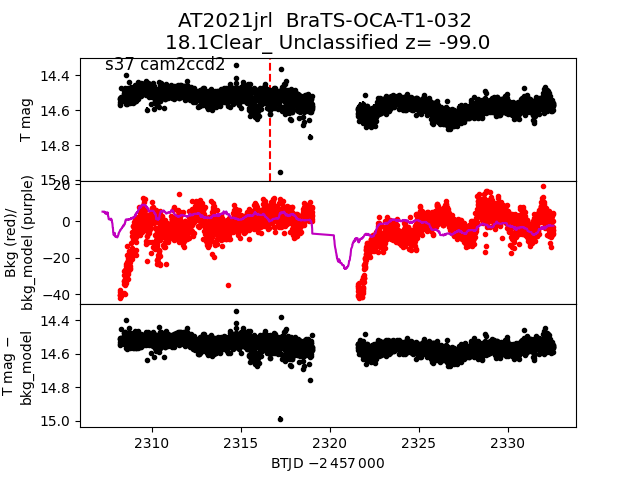 AT2021jrl BraTS-OCA-T1-032
18.1Clear_ Unclassified z= -99.0
s37 cam2ccd2
14.4
14.6
14.8
15.0
T mag
20
0
−20
−40
Bkg (red)/
bkg_model (purple)
14.4
14.6
14.8
15.0
T mag −
bkg_model
2310 2315 2320 2325 2330
BTJD −2 457 000